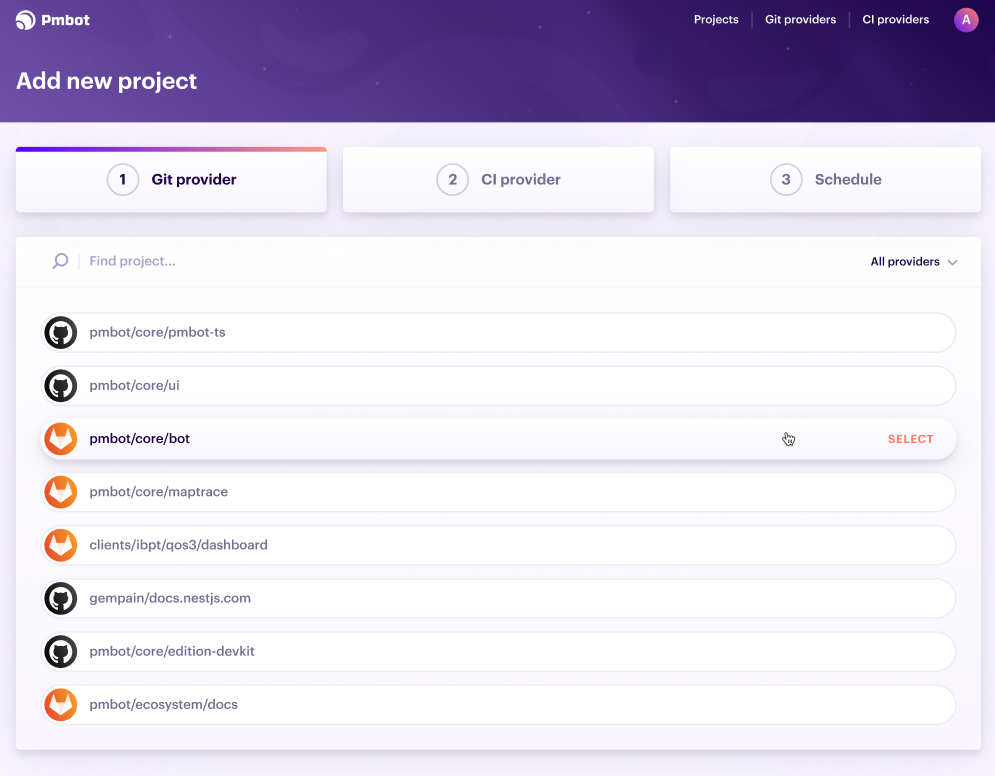 Pmbot
Projects
Git providers
CI providers
A
Add new project
1 Git provider
2 CI provider
3 Schedule
Find project...
All providers
pmbot/core/pmbot-ts
pmbot/core/ui
pmbot/core/bot
SELECT
pmbot/core/maptrace
clients/ibpt/qos3/dashboard
gempain/docs.nestjs.com
pmbot/core/edition-devkit
pmbot/ecosystem/docs